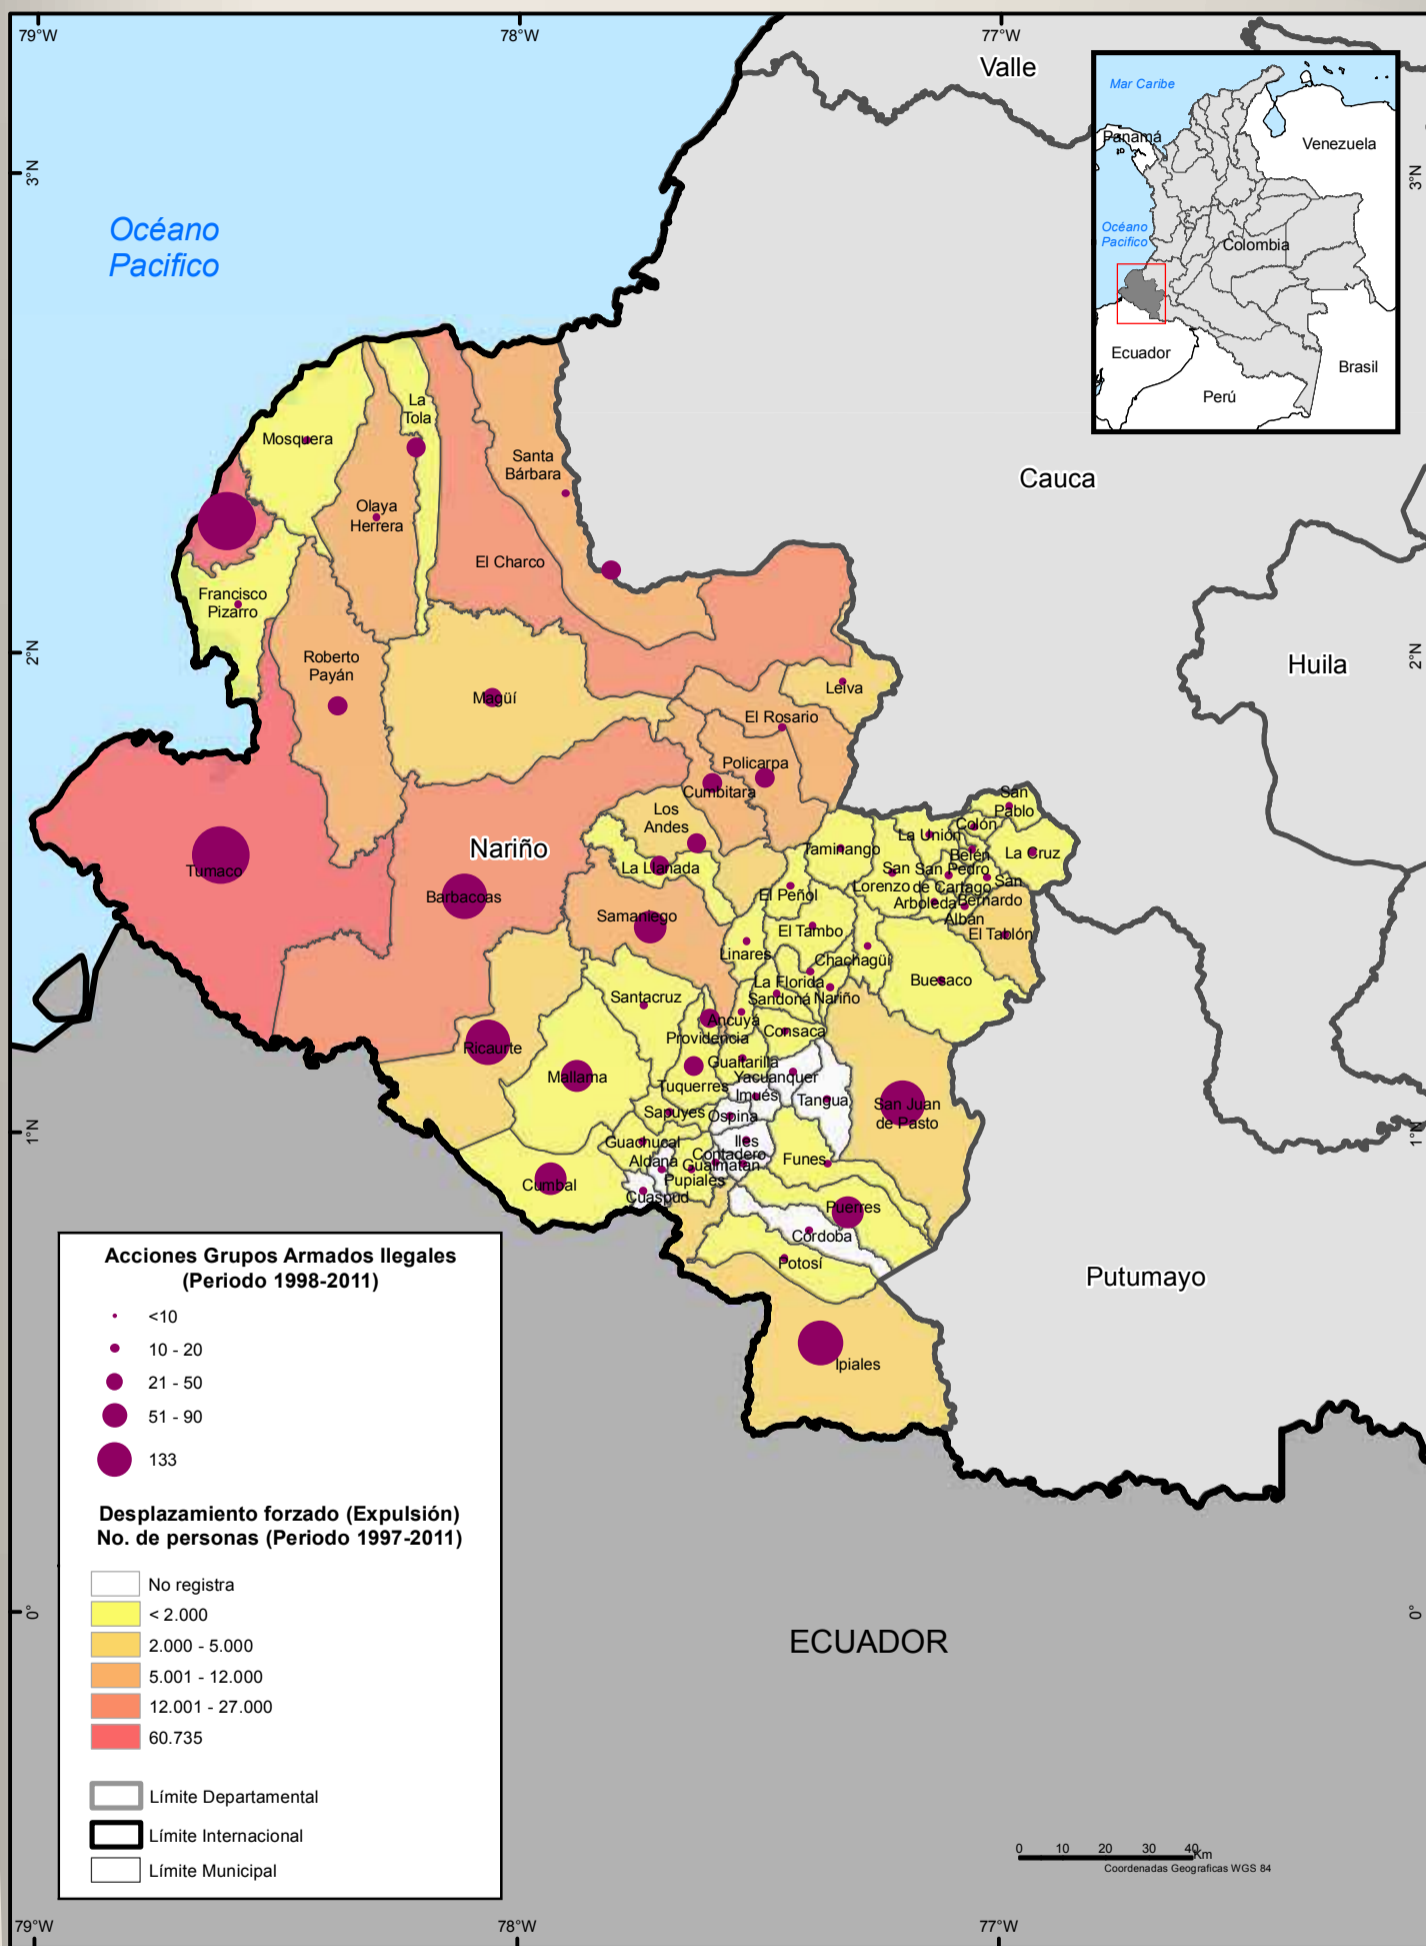 79°W
78°W
77°W
Valle
Mar Caribe
Panamá
Venezuela
3°N
3°N
Océano
Pacifico
Océano
Pacifico
Colombia
Ecuador
Brasil
Perú
La
Tola
Mosquera
Santa
Bárbara
Cauca
Olaya
Herrera
El Charco
Francisco
Pizarro
2°N
2°N
Roberto
Payán
Huila
Magüí
Leiva
El Rosario
Policarpa
Cumbitara
San
Pablo
Los
Andes
Colón
La Unión
Nariño
Taminango
Belén
La Cruz
La Llanada
San
Lorenzo
San Pedro
de Cartago
San
Bernardo
Tumaco
Barbacoas
El Peñol
Arboleda
Albán
Samaniego
El Tambo
El Tablón
Linares
Chachagüí
La Florida
Buesaco
Santacruz
Sandoná
Nariño
Ancuyá
Providencia
Consaca
Ricaurte
Gualtarilla
Mallama
Yacuanquer
Tuquerres
Imués
Tangua
San Juan
de Pasto
Sapuyes
Ospina
1°N
1°N
Guachucal
Iles
Contadero
Aldana
Gualmatán
Funes
Cumbal
Pupiales
Cuaspud
Puerres
Córdoba
Potosí
Putumayo
Ipiales
Acciones Grupos Armados Ilegales
(Periodo 1998-2011)
<10
10 - 20
21 - 50
51 - 90
133
Desplazamiento forzado (Expulsión)
No. de personas (Periodo 1997-2011)
No registra
< 2.000
2.000 - 5.000
5.001 - 12.000
12.001 - 27.000
60.735
Límite Departamental
Límite Internacional
Límite Municipal
0°
0°
ECUADOR
0 10 20 30 40
Km
Coordenadas Geograficas WGS 84
79°W
78°W
77°W